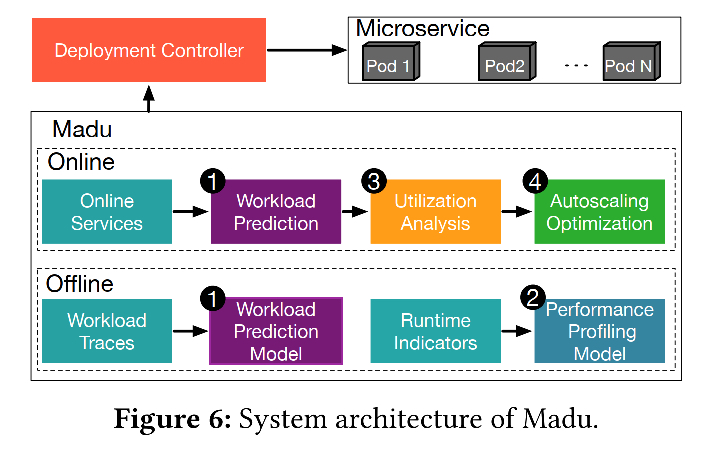 Deployment Controller
Microservice
Pod 1
Pod2
...
Pod N
Madu
Online
Online
Services
1
Workload
Prediction
3
Utilization
Analysis
4
Autoscaling
Optimization
Offline
Workload
Traces
1
Workload
Prediction
Model
Runtime
Indicators
2
Performance
Profiling
Model
Figure 6: System architecture of Madu.